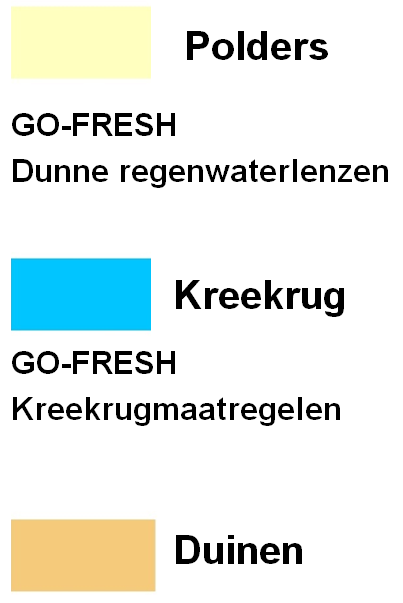 Polders
GO-FRESH
Dunne regenwaterlenzen
Kreekrug
GO-FRESH
Kreekrugmaatregelen
Duinen